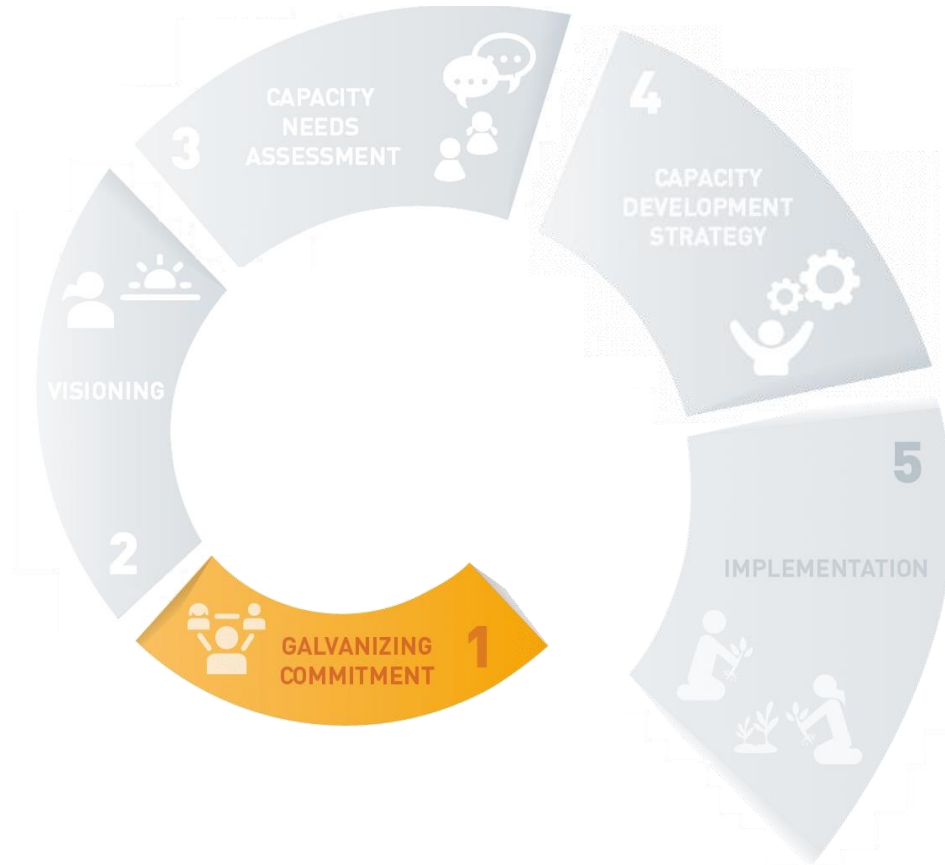 1
GALVANIZING
COMMITMENT
2
VISIONING
3
CAPACITY
NEEDS
ASSESSMENT
4
CAPACITY
DEVELOPMENT
STRATEGY
5
IMPLEMENTATION